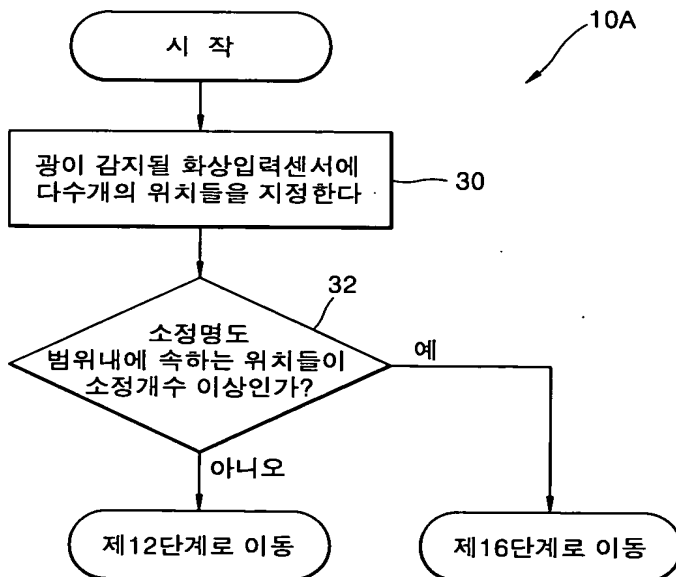 시 작
10A
광이 감지될 화상입력센서에
다수개의 위치들을 지정한다
30
32
소정명도
범위내에 속하는 위치들이
소정개수 이상인가?
예
아니오
제12단계로 이동
제16단계로 이동